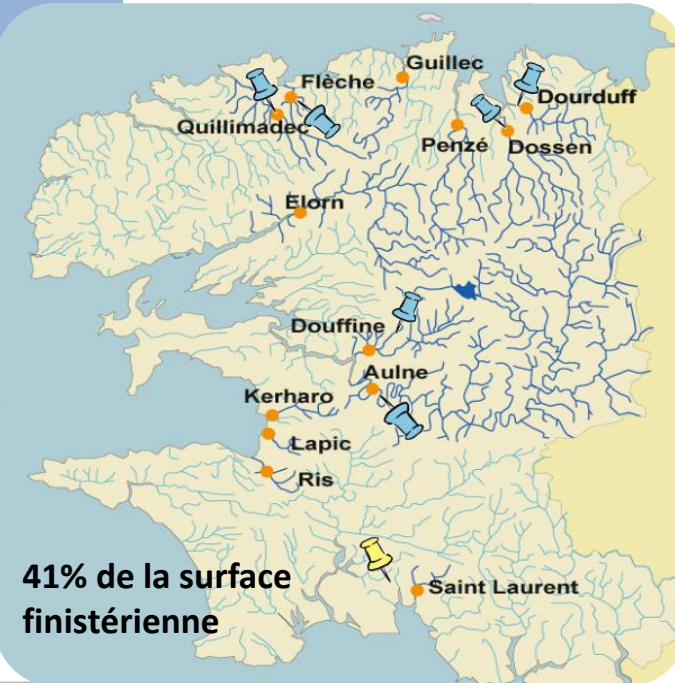 Guillec
Flèche
Dourduff
Quillimadec
Penzé
Dossen
Elorn
Douffine
Aulne
Kerharo
Lapic
Ris
41% de la surface
finistérienne
Saint Laurent